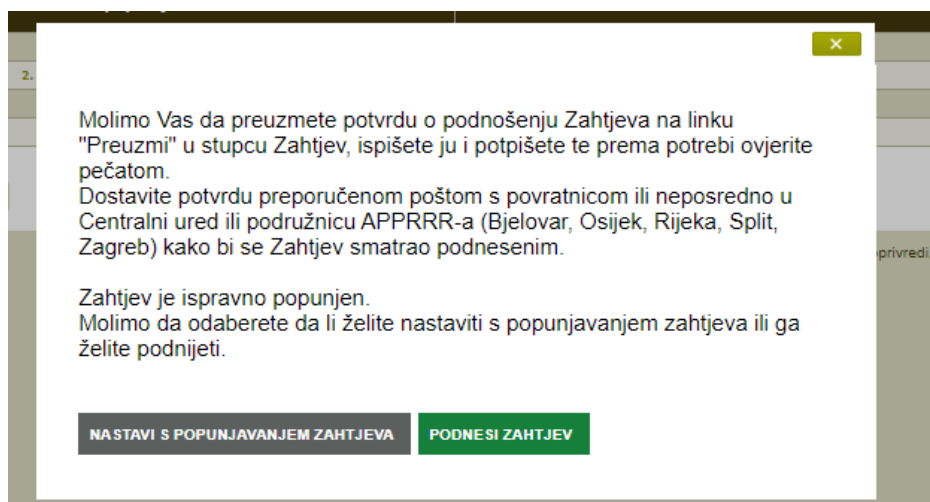 2.
Molimo Vas da preuzmete potvrdu o podnošenju Zahtjeva na linku
"Preuzmi" u stupcu Zahtjev, ispišete ju i potpišete te prema potrebi ovjerite
pečatom.
Dostavite potvrdu preporučenom poštom s povratnicom ili neposredno u
Centralni ured ili podružnicu APPRRR-a (Bjelovar, Osijek, Rijeka, Split,
Zagreb) kako bi se Zahtjev smatrao podnesenim.
privredi
Zahtjev je ispravno popunjen.
Molimo da odaberete da li želite nastaviti s popunjavanjem zahtjeva ili ga
želite podnijeti.
NASTAVI S POPUNJAVANJEM ZAHTJEVA PODNESI ZAHTJEV